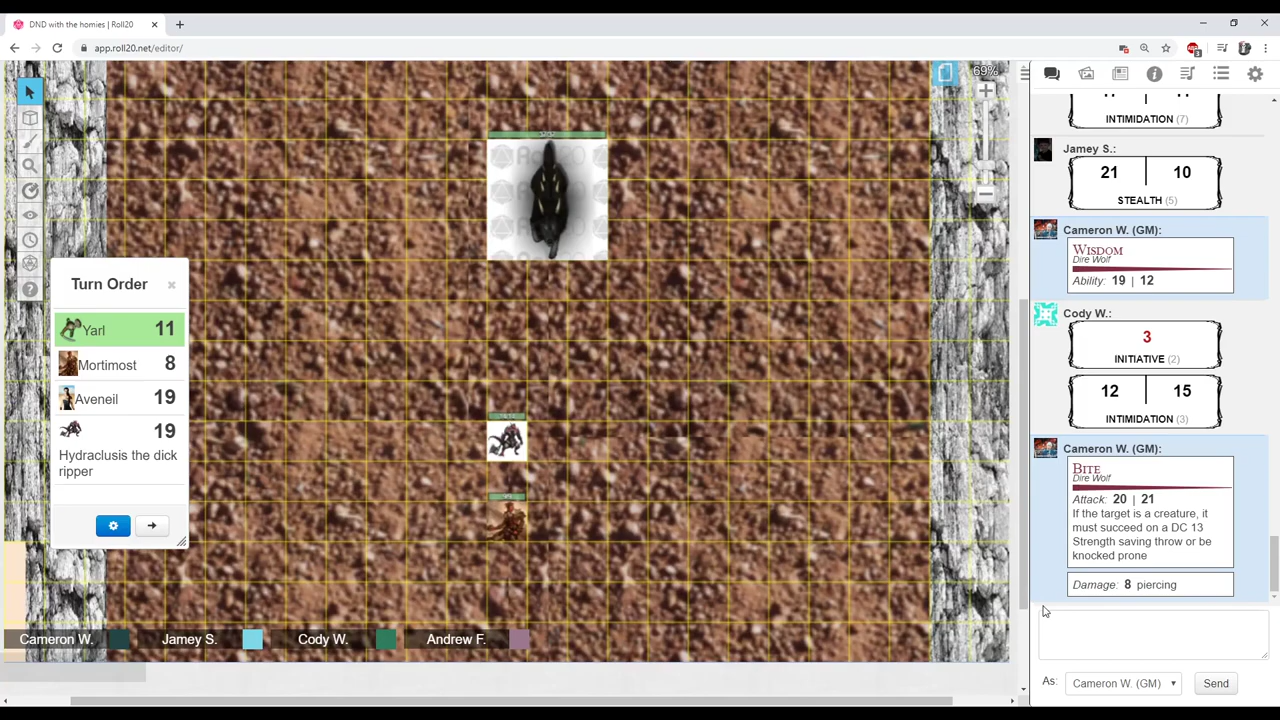 DND with the homies | Roll20
app.roll20.net/editor/
69%
INTIMIDATION (7)
Jamey S.:
21 10
STEALTH (5)
Cameron W. (GM):
WISDOM
Dire Wolf
Ability: 19 | 12
Cody W.:
3
INITIATIVE (2)
12 15
INTIMIDATION (3)
Cameron W. (GM):
BITE
Dire Wolf
Attack: 20 | 21
If the target is a creature, it
must succeed on a DC 13
Strength saving throw or be
knocked prone
Damage: 8 piercing
As: Cameron W. (GM) Send
Turn Order
Yarl 11
Mortimost 8
Aveneil 19
19
Hydraclusis the dick
ripper
Cameron W. Jamey S. Cody W. Andrew F.